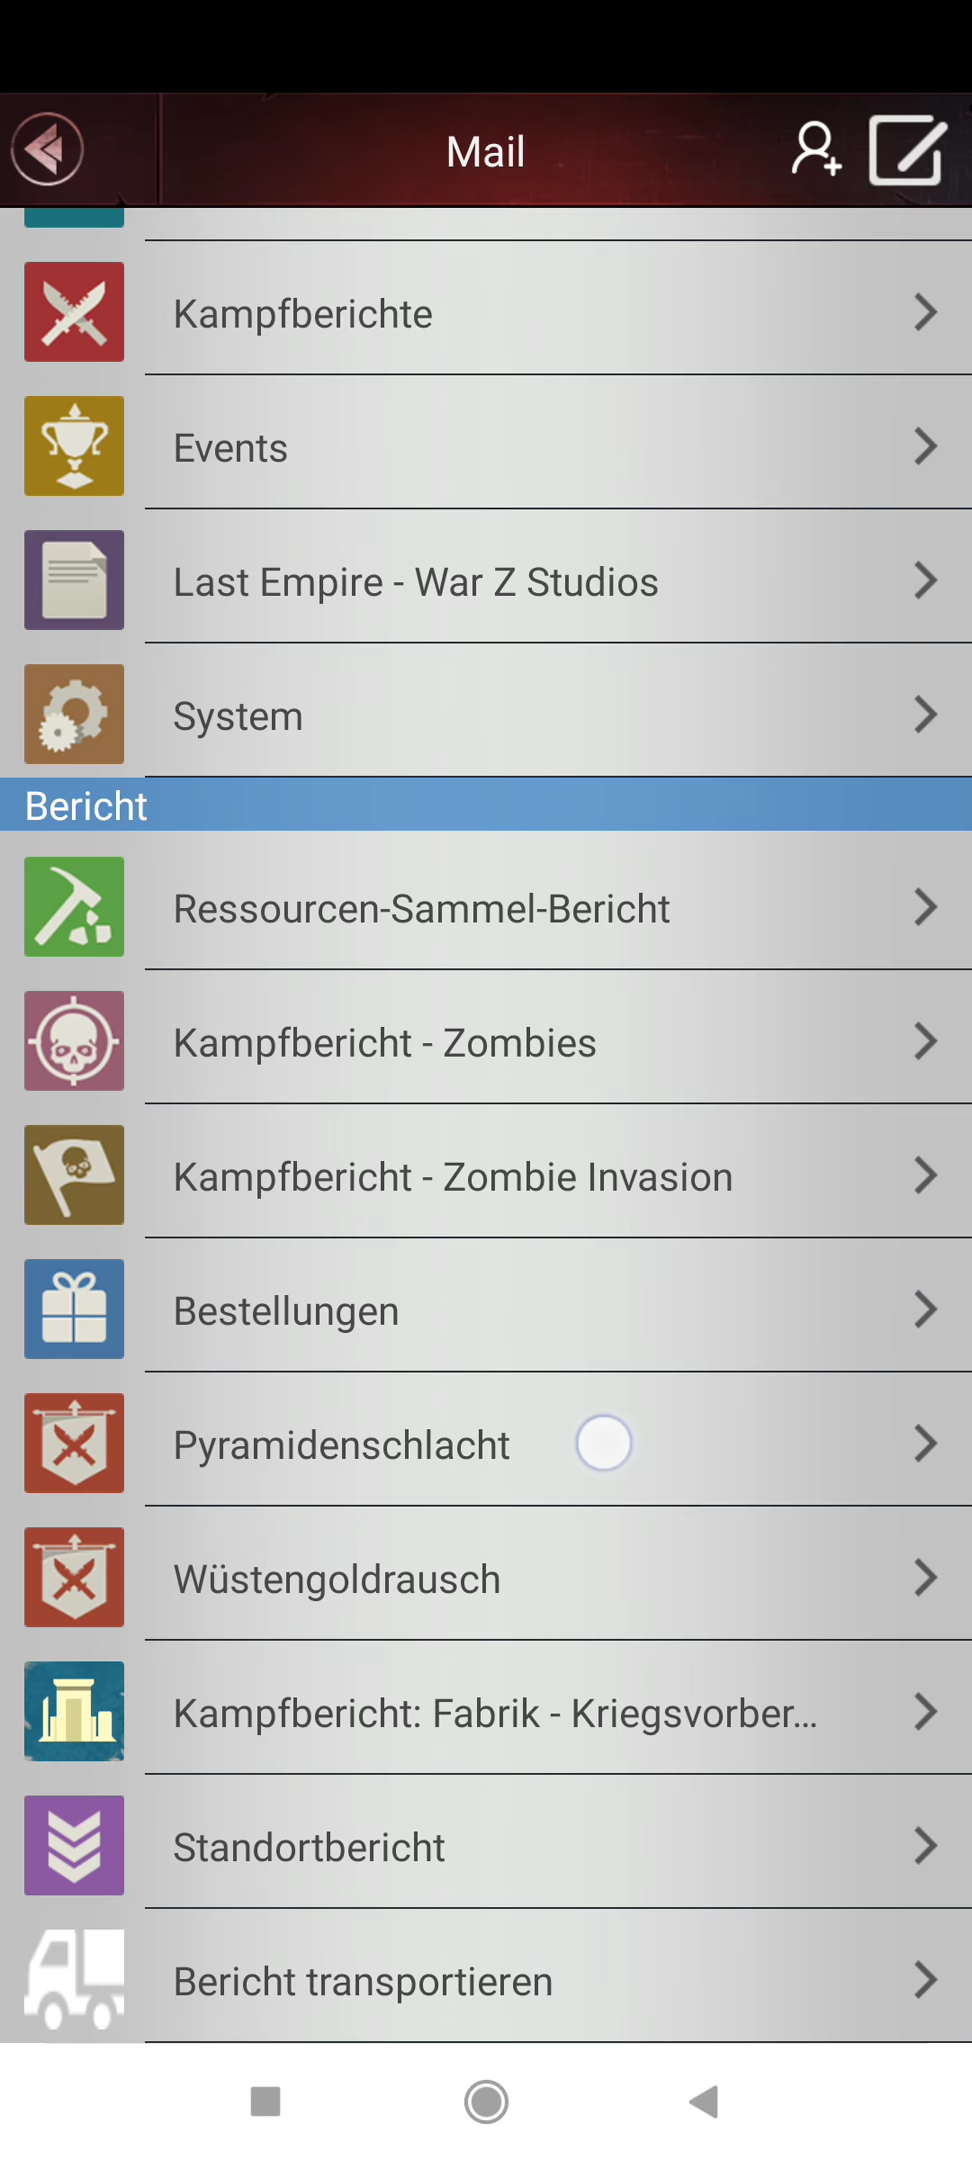 Mail
Kampfberichte
Events
Last Empire - War Z Studios
System
Bericht
Ressourcen-Sammel-Bericht
Kampfbericht - Zombies
Kampfbericht - Zombie Invasion
Bestellungen
Pyramidenschlacht
Wüstengoldrausch
Kampfbericht: Fabrik - Kriegsvorber...
Standortbericht
Bericht transportieren